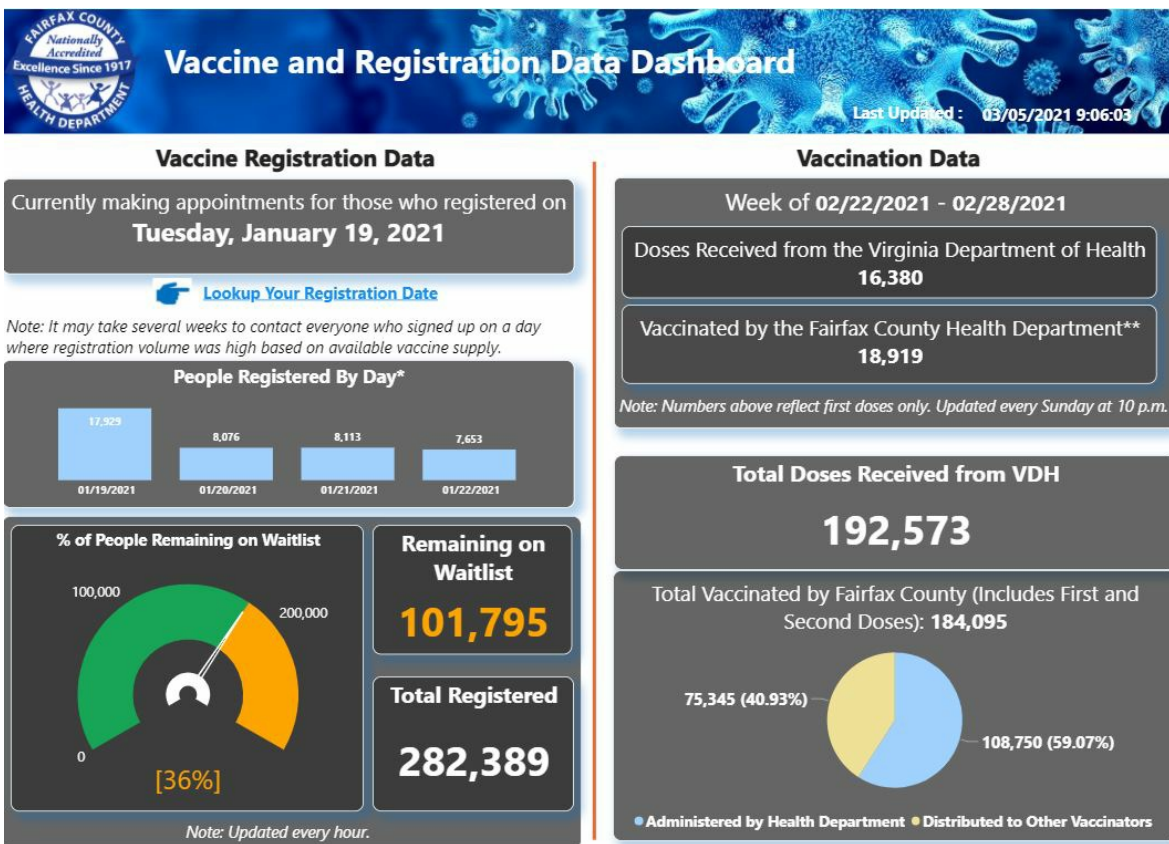 FAIRFAX COUNTY
Nationally
Accredited
Excellence Since 1917
HEALTH DEPARTMENT
Vaccine and Registration Data Dashboard
Last Updated : 03/05/2021 9:06:03
Vaccine Registration Data
Currently making appointments for those who registered on
Tuesday, January 19, 2021
Lookup Your Registration Date
Note: It may take several weeks to contact everyone who signed up on a day
where registration volume was high based on available vaccine supply.
People Registered By Day*
17,929
8,076
8,113
7,653
01/19/2021
01/20/2021
01/21/2021
01/22/2021
% of People Remaining on Waitlist
100,000
200,000
0
[36%]
Remaining on
Waitlist
101,795
Total Registered
282,389
Note: Updated every hour.
Vaccination Data
Week of 02/22/2021 - 02/28/2021
Doses Received from the Virginia Department of Health
16,380
Vaccinated by the Fairfax County Health Department**
18,919
Note: Numbers above reflect first doses only. Updated every Sunday at 10 p.m.
Total Doses Received from VDH
192,573
Total Vaccinated by Fairfax County (Includes First and
Second Doses): 184,095
75,345 (40.93%)
108,750 (59.07%)
Administered by Health Department
Distributed to Other Vaccinators